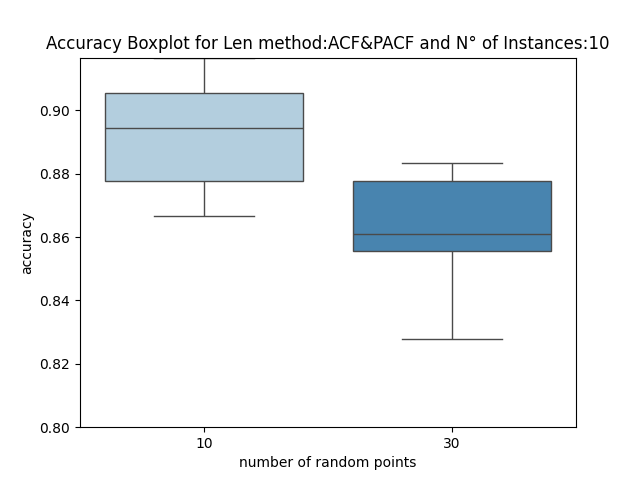 Accuracy Boxplot for Len method:ACF&PACF and N° of Instances:10
accuracy
0.90
0.88
0.86
0.84
0.82
0.80
10
30
number of random points